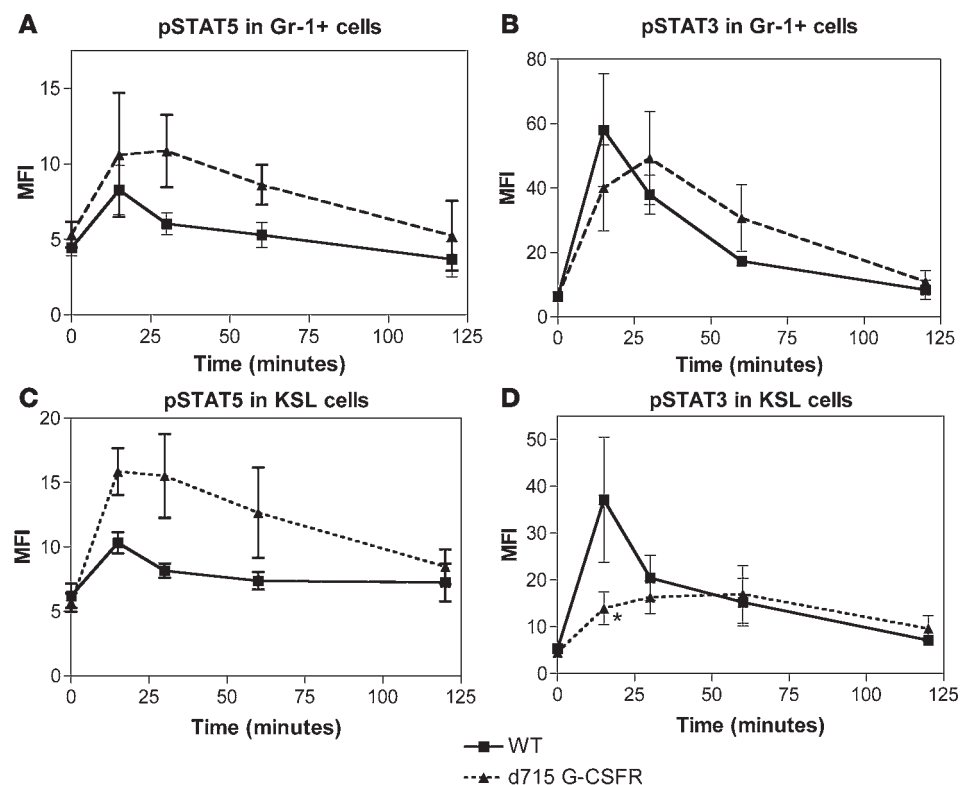 A pSTAT5 in Gr-1+ cells
15
10
5
0
MFI
0 25 50 75 100 125
Time (minutes)
B pSTAT3 in Gr-1+ cells
80
60
40
20
0
MFI
0 25 50 75 100 125
Time (minutes)
C pSTAT5 in KSL cells
20
15
10
5
0
MFI
0 25 50 75 100 125
Time (minutes)
D pSTAT3 in KSL cells
50
40
30
20
10
0
MFI
*
0 25 50 75 100 125
Time (minutes)
WT
d715 G-CSFR